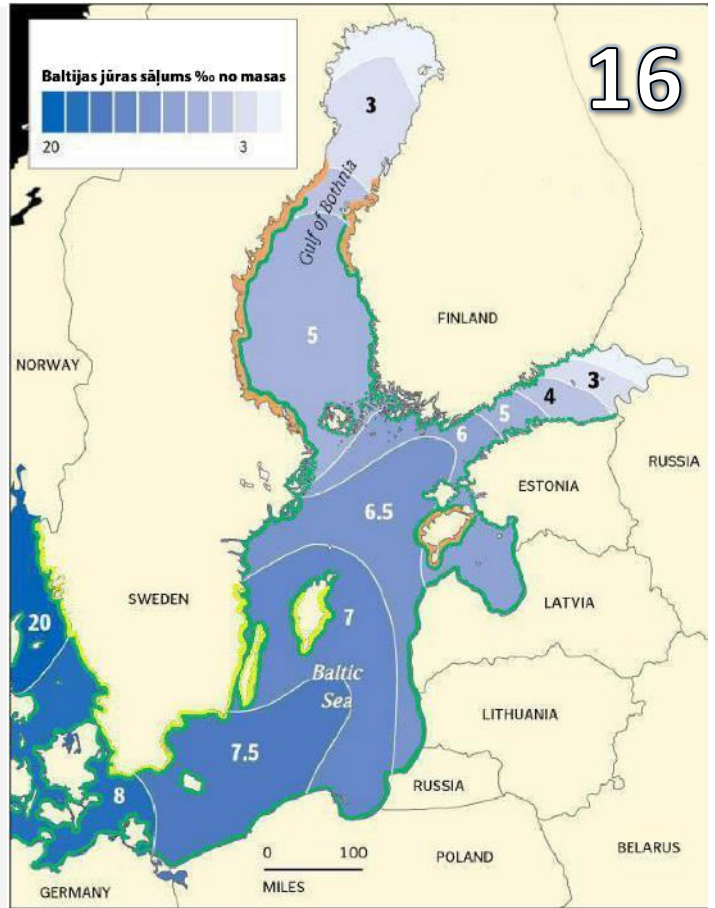 16
Baltijas jūras sāļums ‰ no masas
20 3
3
Gulf of Bothnia
FINLAND
5
NORWAY
3
4
5
6
RUSSIA
ESTONIA
6.5
SWEDEN
LATVIA
20
7
Baltic
Sea
LITHUANIA
7.5
RUSSIA
8
0 100
MILES
POLAND
BELARUS
GERMANY